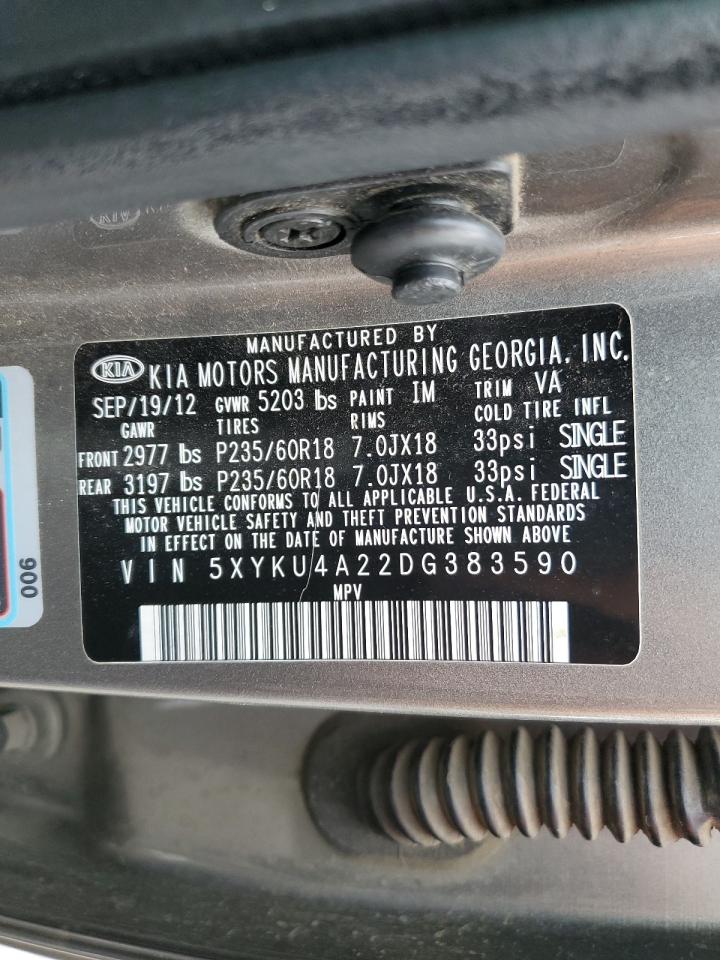 MANUFACTURED BY
KIA KIA MOTORS MANUFACTURING GEORGIA, INC.
SEP/19/12 GVWR 5203 lbs PAINT IM TRIM VA
GAWR TIRES RIMS COLD TIRE INFL
FRONT 2977 lbs P235/60R18 7.0JX18 33psi SINGLE
REAR 3197 lbs P235/60R18 7.0JX18 33psi SINGLE
THIS VEHICLE CONFORMS TO ALL APPLICABLE U.S.A. FEDERAL
MOTOR VEHICLE SAFETY AND THEFT PREVENTION STANDARDS
IN EFFECT ON THE DATE OF MANUFACTURE SHOWN ABOVE
VIN 5XYKU4A22DG383590
MPV
006